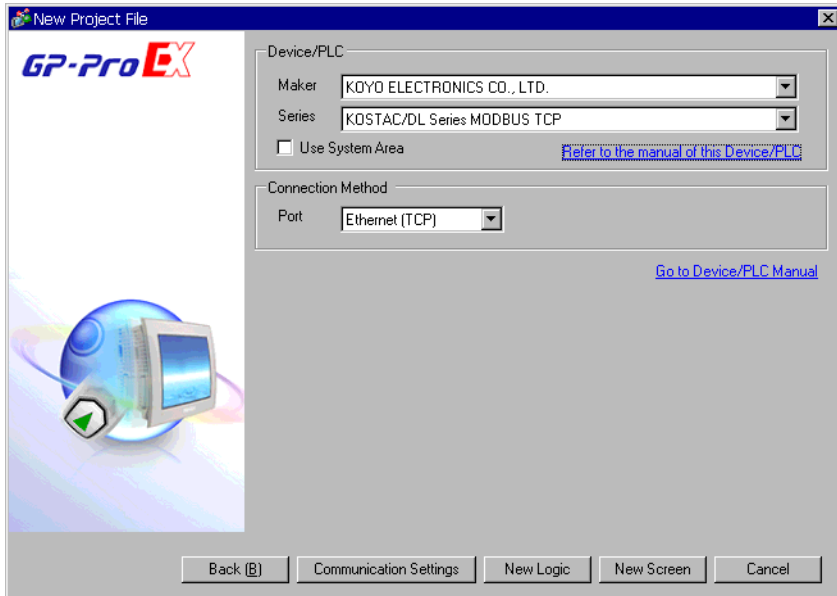 New Project File
GP-Pro EX
Device/PLC
Maker KOYO ELECTRONICS CO., LTD.
Series KOSTAC/DL Series MODBUS TCP
Use System Area Refer to the manual of this Device/PLC
Connection Method
Port Ethernet (TCP)
Go to Device/PLC Manual
Back (B) Communication Settings New Logic New Screen Cancel